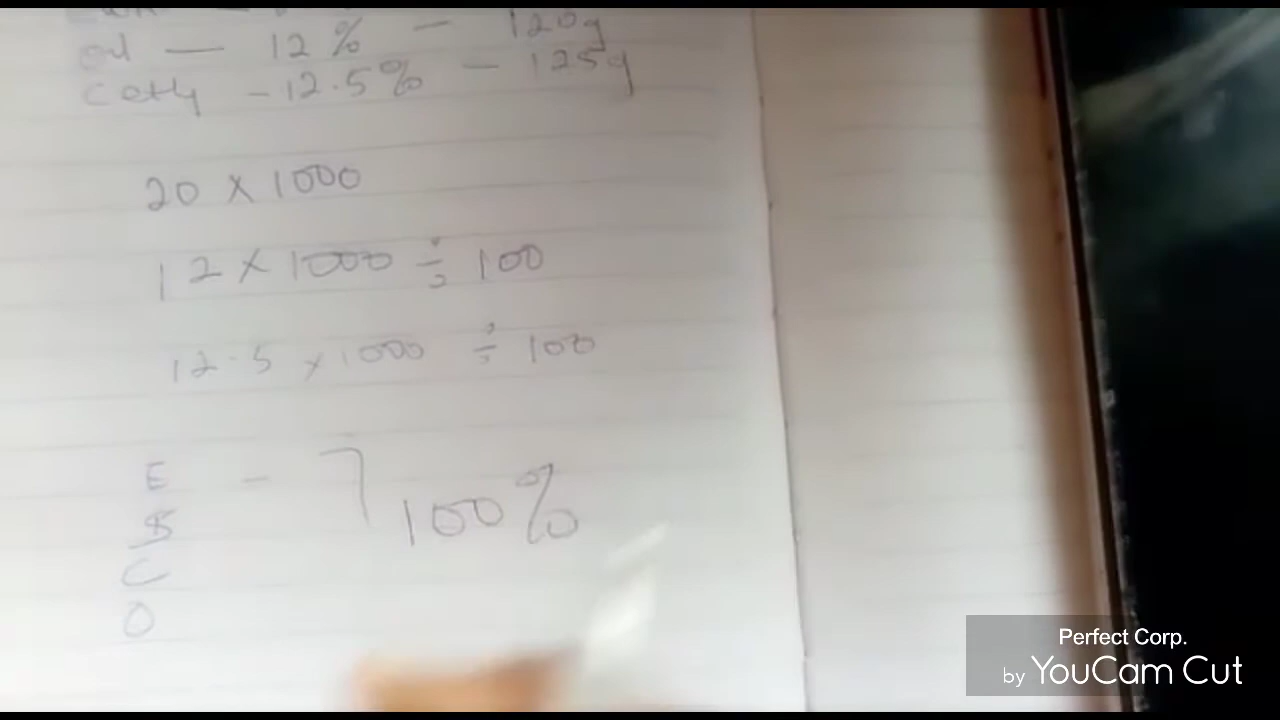 oil — 12% - 120g
Cety - 12.5% - 125g
20 x 1000
12 x 1000 ÷ 100
12.5 x 1000 ÷ 100
E -
100%
S
C
O
Perfect Corp.
by YouCam Cut